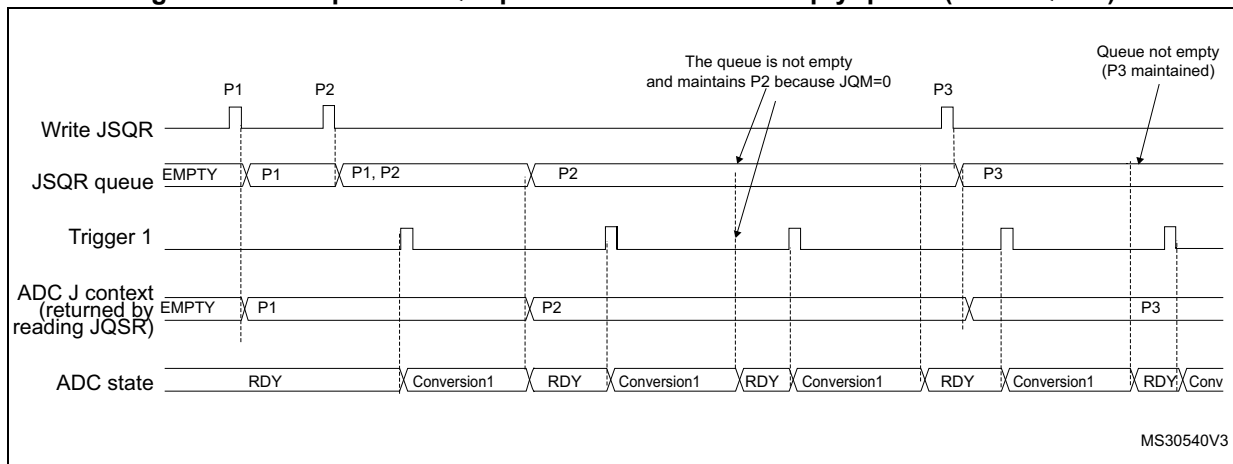 The queue is not empty
and maintains P2 because JQM=0
Queue not empty
(P3 maintained)
P1
P2
P3
Write JSQR
JSQR queue
EMPTY
P1
P1, P2
P2
P3
Trigger 1
ADC J context
(returned by
reading JQSR)
EMPTY
P1
P2
P3
ADC state
RDY
Conversion1
RDY
Conversion1
RDY
Conversion1
RDY
Conversion1
RDY
Conv
MS30540V3